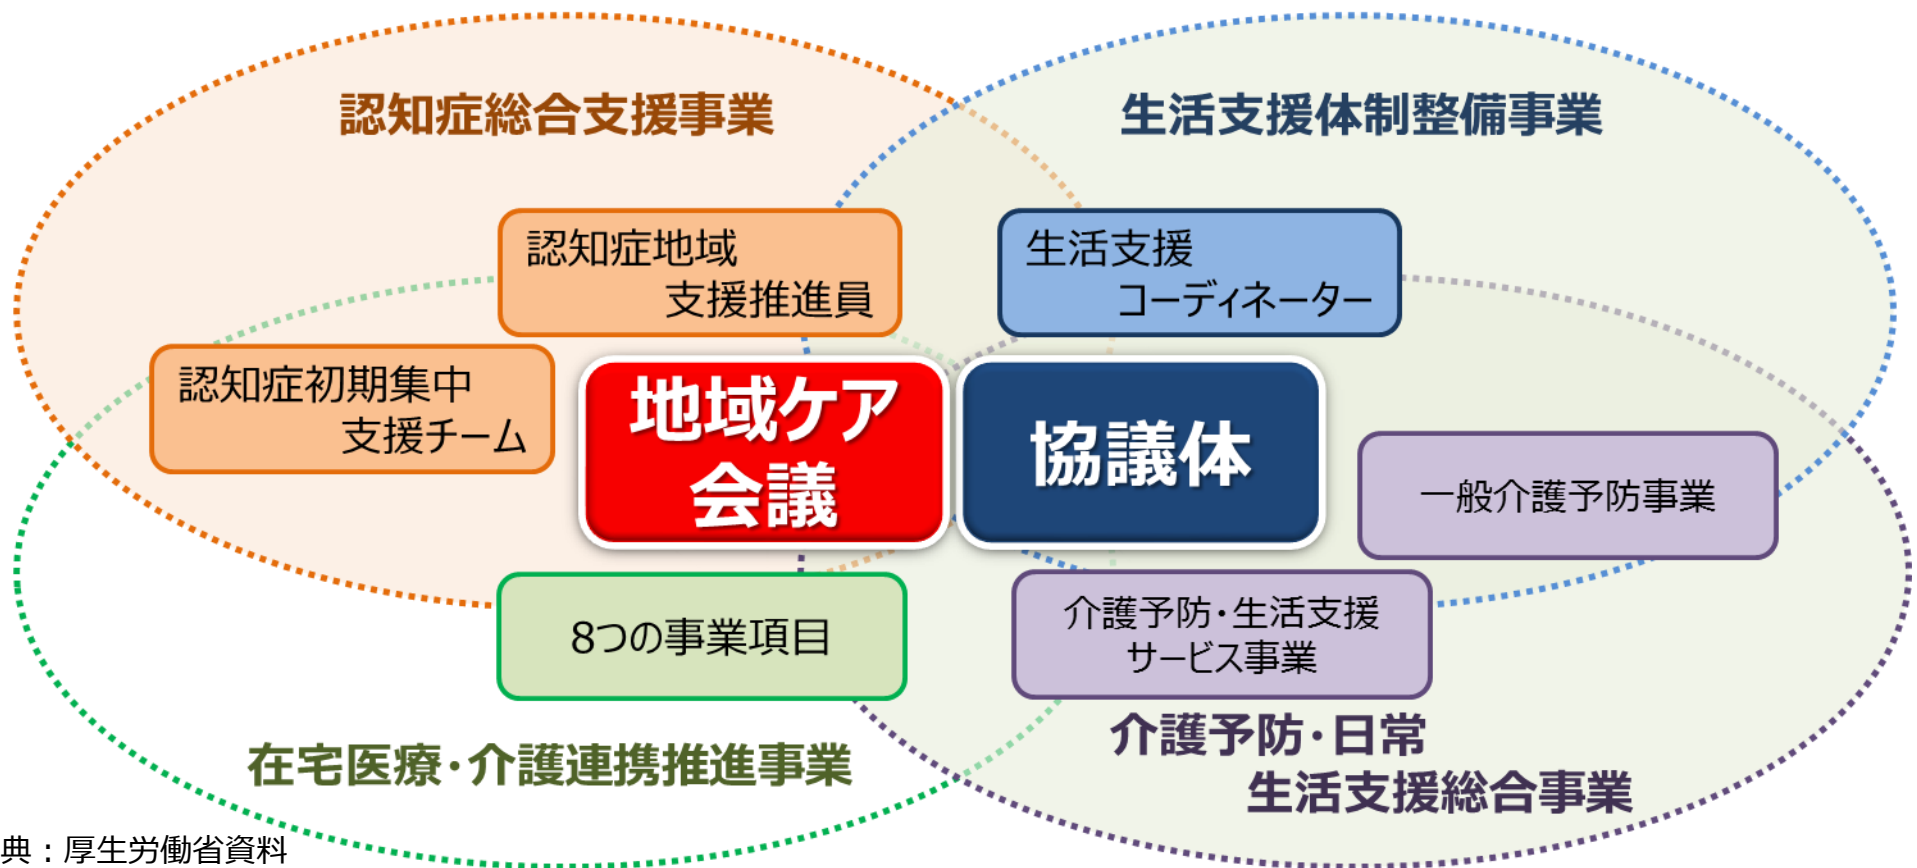 認知症総合支援事業
生活支援体制整備事業
認知症地域
支援推進員
生活支援
コーディネーター
認知症初期集中
支援チーム
地域ケア
会議
協議体
一般介護予防事業
8つの事業項目
介護予防・生活支援
サービス事業
在宅医療・介護連携推進事業
介護予防・日常
生活支援総合事業
典：厚生労働省資料